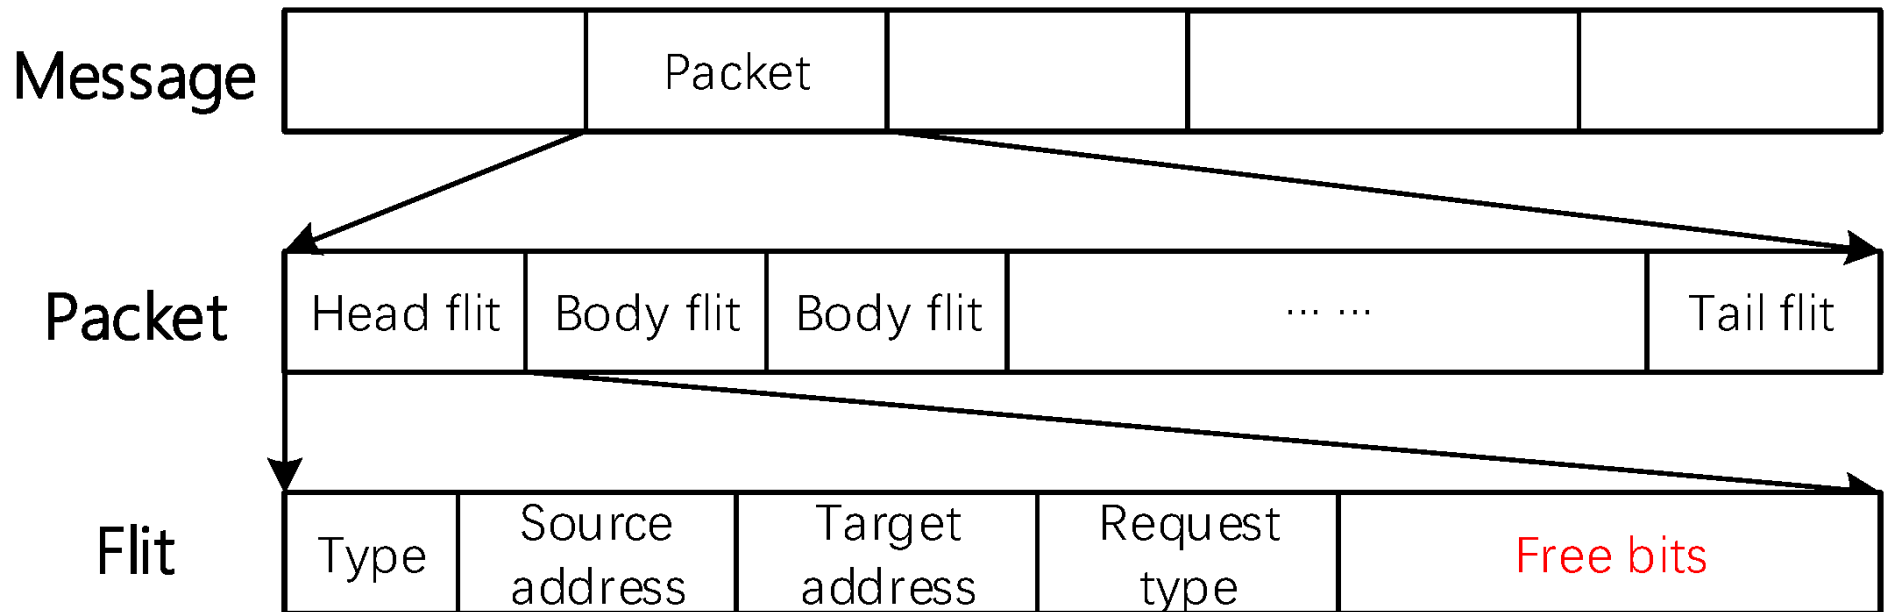 Message
Packet
Packet
Head flit
Body flit
Body flit
... ...
Tail flit
Flit
Type
Source
address
Target
address
Request
type
Free bits